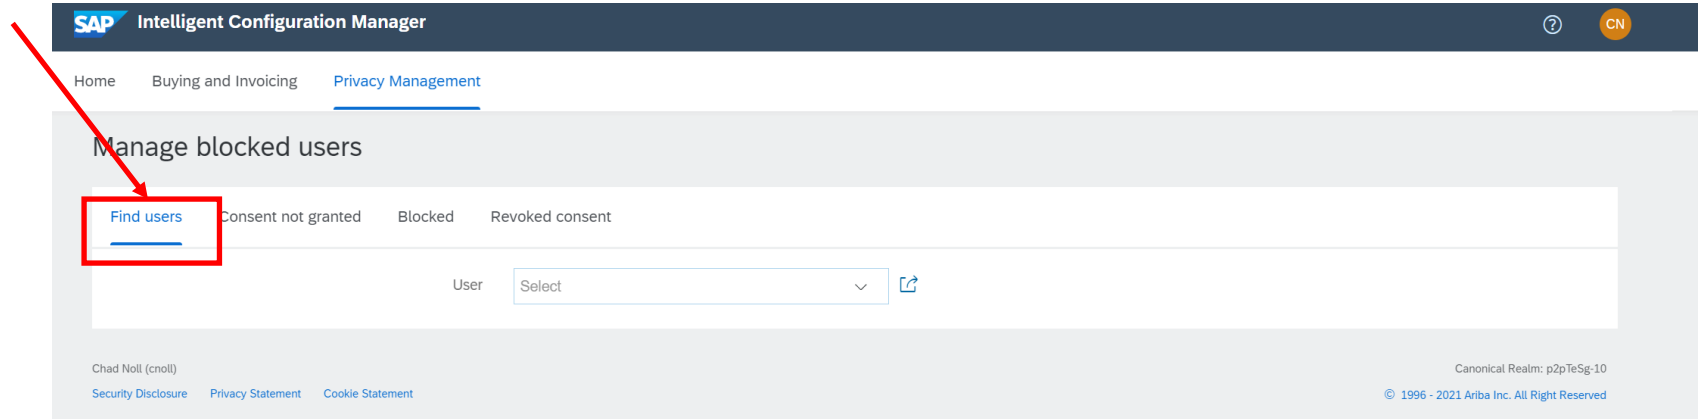 SAP Intelligent Configuration Manager ? CN
Home Buying and Invoicing Privacy Management
Manage blocked users
Find users Consent not granted Blocked Revoked consent
User Select
Chad Noll (cnoll) Canonical Realm: p2pTeSg-10
Security Disclosure Privacy Statement Cookie Statement © 1996 - 2021 Ariba Inc. All Right Reserved